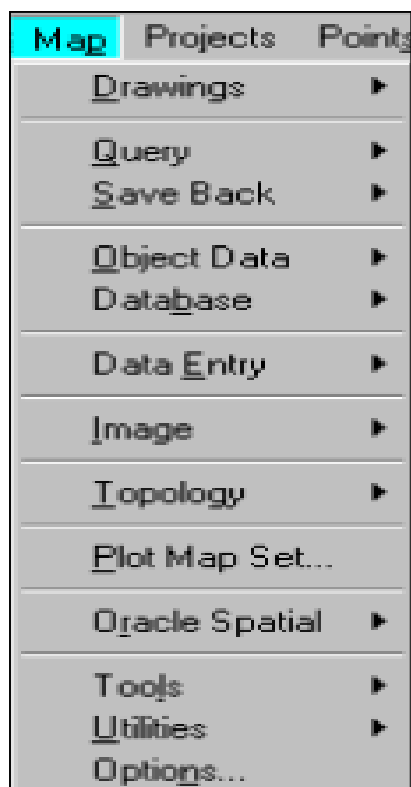 Map Projects Points
Drawings
Query
Save Back
Object Data
Database
Data Entry
Image
Topology
Plot Map Set...
Oracle Spatial
Tools
Utilities
Options...